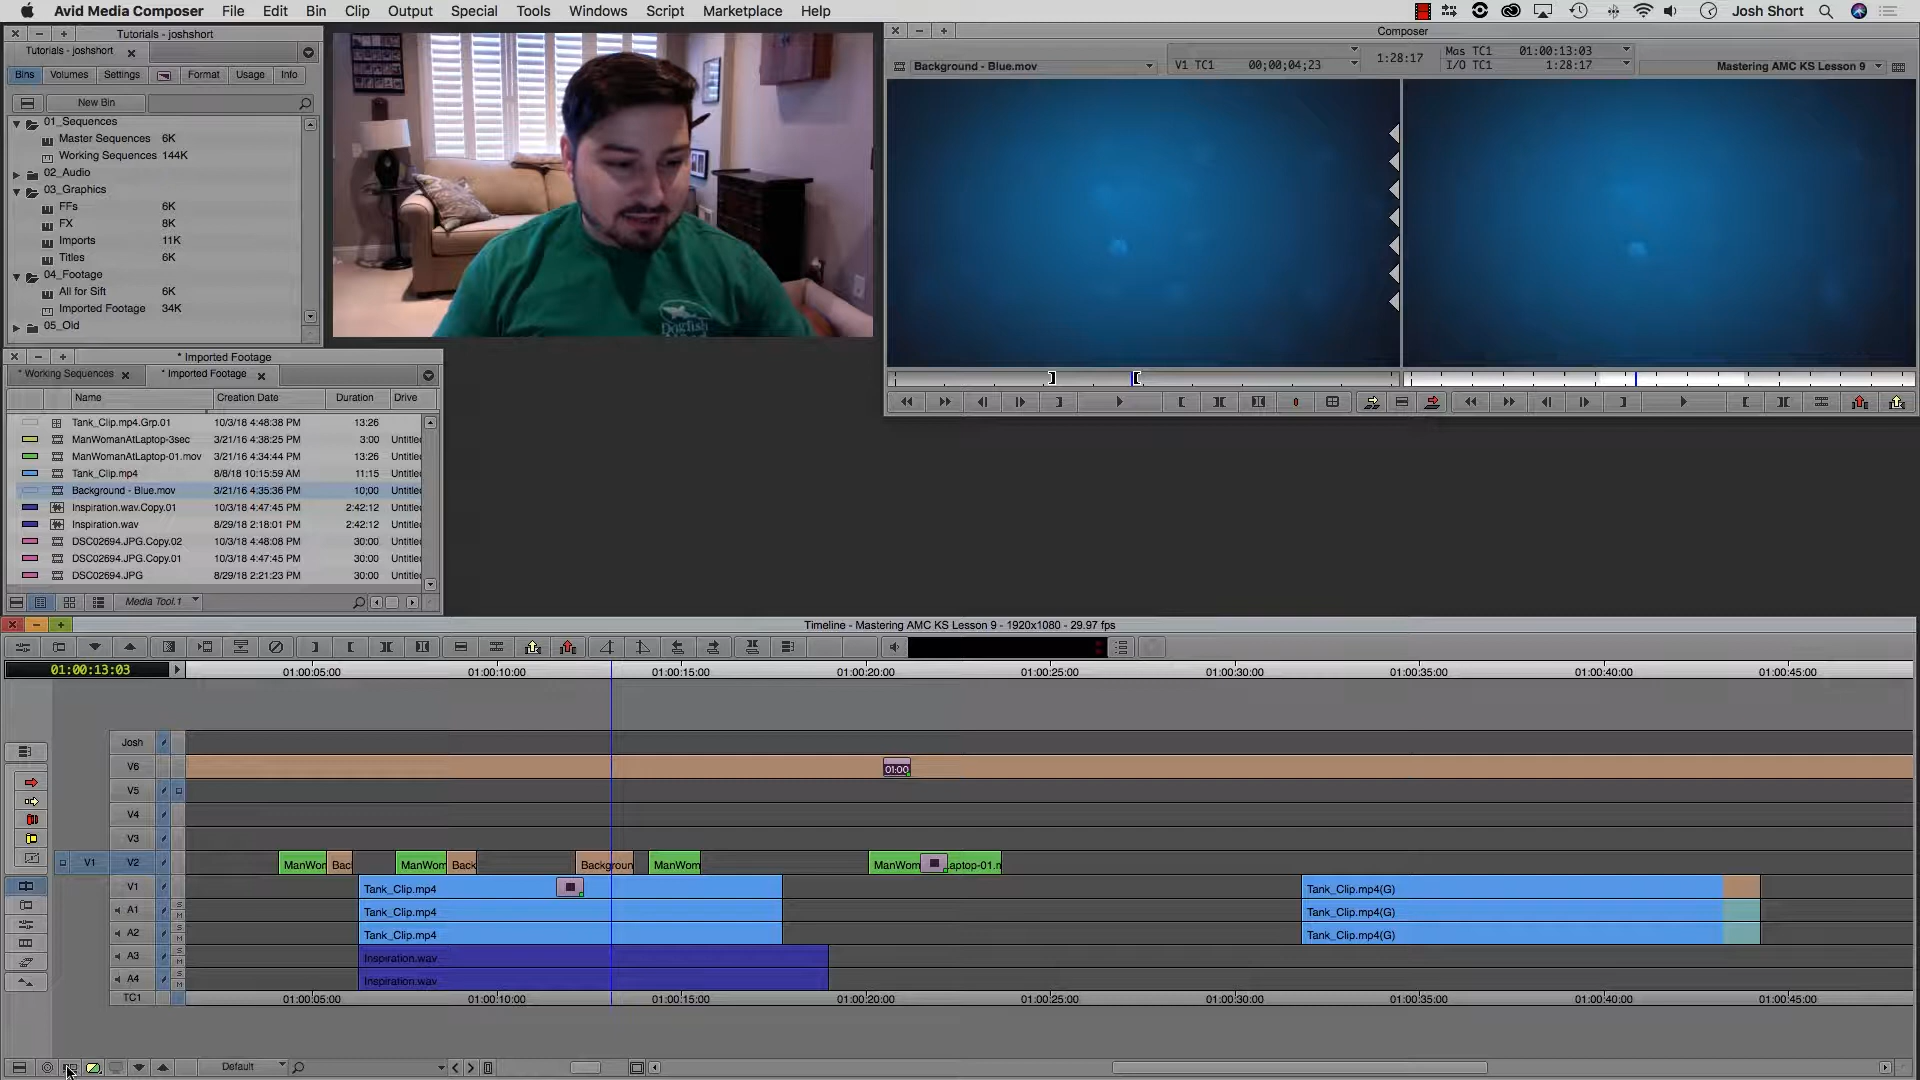 Avid Media Composer File Edit Bin Clip Output Special Tools Windows Script Marketplace Help Josh Short
Tutorials - joshshort
Tutorials - joshshort
Bins Volumes Settings Format Usage Info
New Bin
01_Sequences
Master Sequences 6K
Working Sequences 144K
02_Audio
03_Graphics
FFs 6K
FX 8K
Imports 11K
Titles 6K
04_Footage
All for Sift 6K
Imported Footage 34K
05_Old
Dogfish
Composer
Background - Blue.mov
V1 TC1 00;00;04;23
1:28:17
Mas TC1 01:00:13:03
I/O TC1 1:28:17
Mastering AMC KS Lesson 9
* Imported Footage
* Working Sequences * Imported Footage
Name Creation Date Duration Drive
Tank_Clip.mp4.Grp.01 10/3/18 4:48:38 PM 13:26
ManWomanAtLaptop-3sec 3/21/16 4:38:25 PM 3:00 Untitle
ManWomanAtLaptop-01.mov 3/21/16 4:34:44 PM 13:26 Untitle
Tank_Clip.mp4 8/8/18 10:15:59 AM 11:15 Untitle
Background - Blue.mov 3/21/16 4:35:36 PM 10;00 Untitle
Inspiration.wav.Copy.01 10/3/18 4:47:45 PM 2:42:12 Untitle
Inspiration.wav 8/29/18 2:18:01 PM 2:42:12 Untitle
DSC02694.JPG.Copy.02 10/3/18 4:48:08 PM 30:00 Untitle
DSC02694.JPG.Copy.01 10/3/18 4:47:45 PM 30:00 Untitle
DSC02694.JPG 8/29/18 2:21:23 PM 30:00 Untitle
Media Tool.1
Timeline - Mastering AMC KS Lesson 9 - 1920x1080 - 29.97 fps
01:00:13:03
01:00:05:00 01:00:10:00 01:00:15:00 01:00:20:00 01:00:25:00 01:00:30:00 01:00:35:00 01:00:40:00 01:00:45:00
Josh
V6 01:00
V5
V4
V3
V1 V2 ManWor Bac ManWom Back Backgroun ManWom ManWom aptop-01.n
V1 Tank_Clip.mp4 Tank_Clip.mp4(G)
A1 S M Tank_Clip.mp4 Tank_Clip.mp4(G)
A2 S M Tank_Clip.mp4 Tank_Clip.mp4(G)
A3 S M Inspiration.wav
A4 S M Inspiration.wav
TC1 01:00:05:00 01:00:10:00 01:00:15:00 01:00:20:00 01:00:25:00 01:00:30:00 01:00:35:00 01:00:40:00 01:00:45:00
Default